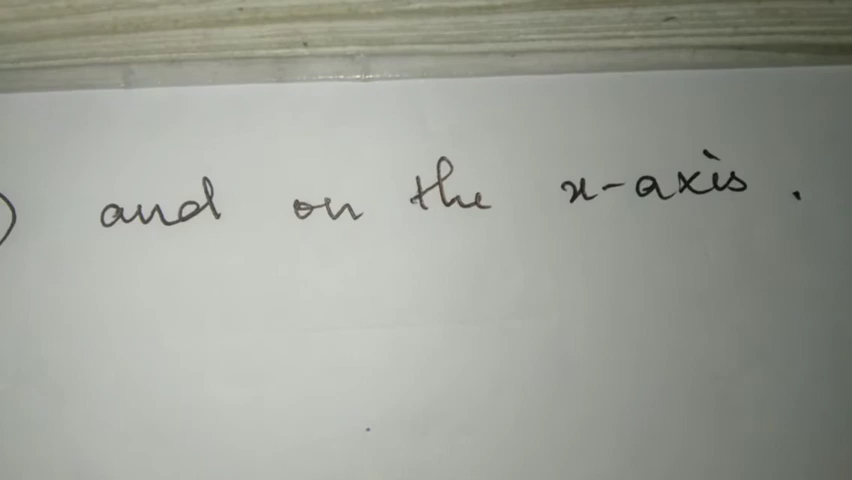 ) and on the x-axis.